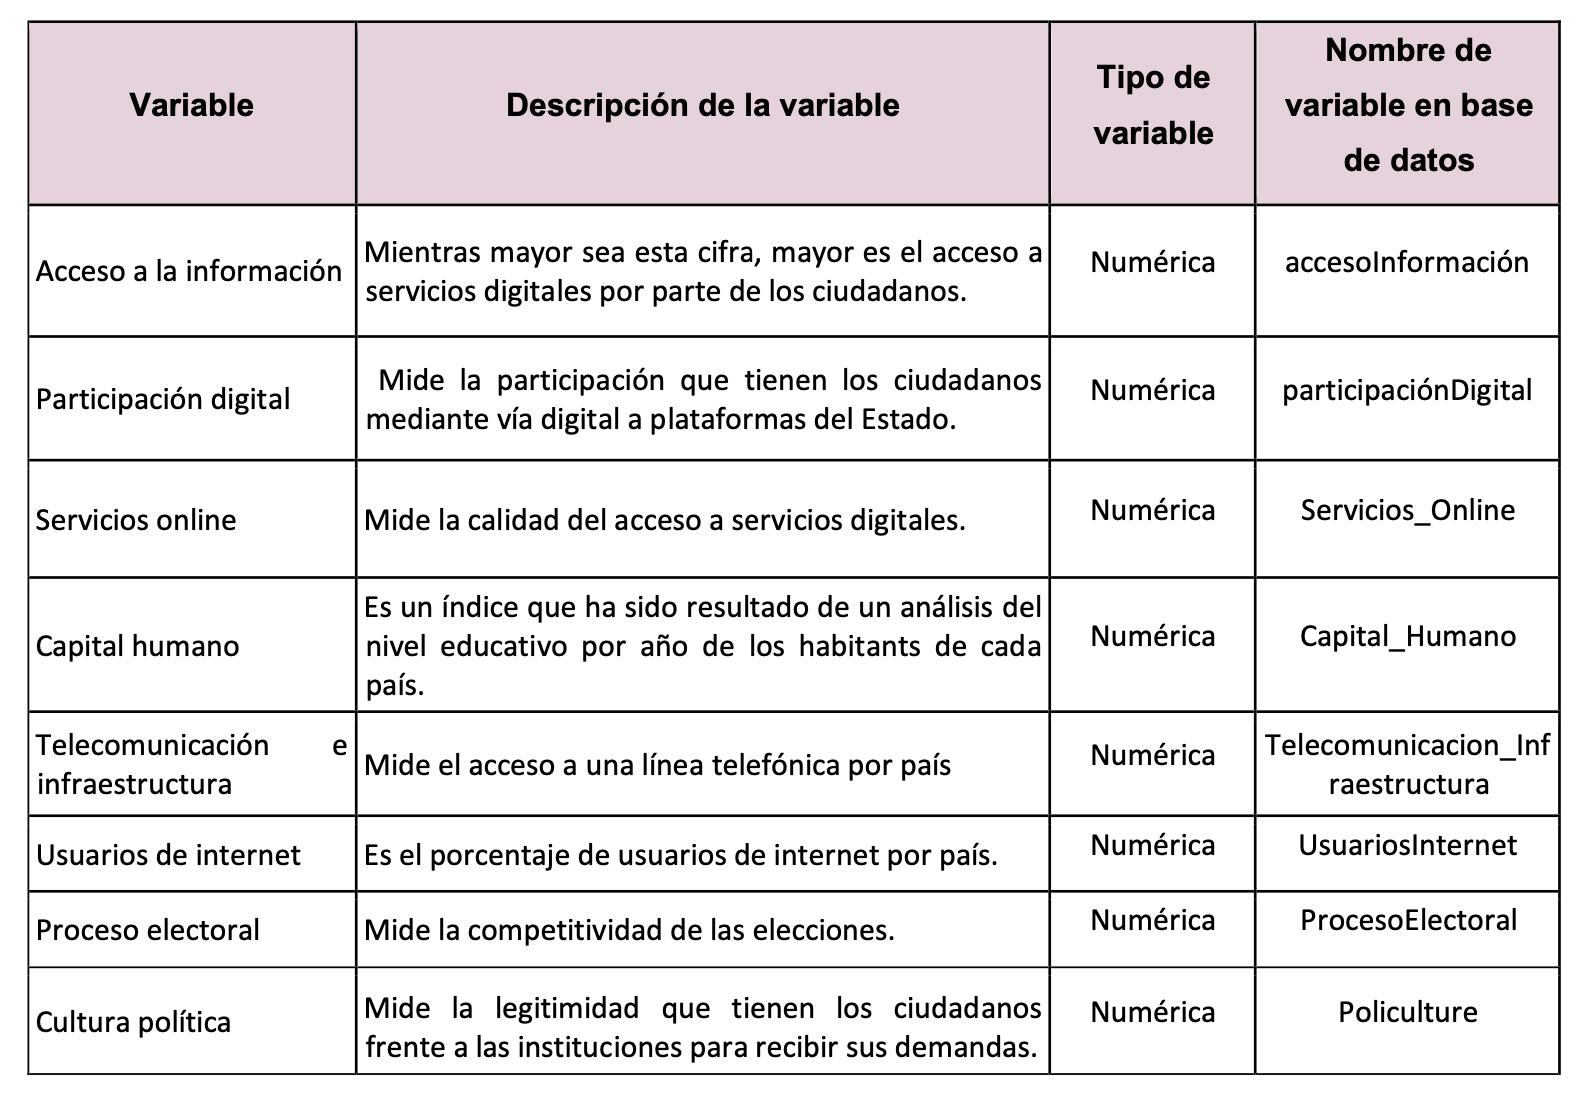 Variable
Descripción de la variable
Tipo de
variable
Nombre de
variable en base
de datos
Acceso a la información
Mientras mayor sea esta cifra, mayor es el acceso a
servicios digitales por parte de los ciudadanos.
Numérica
accesoInformación
Participación digital
Mide la participación que tienen los ciudadanos
mediante vía digital a plataformas del Estado.
Numérica
participaciónDigital
Servicios online
Mide la calidad del acceso a servicios digitales.
Numérica
Servicios_Online
Capital humano
Es un índice que ha sido resultado de un análisis del
nivel educativo por año de los habitants de cada
país.
Numérica
Capital_Humano
Telecomunicación e
infraestructura
Mide el acceso a una línea telefónica por país
Numérica
Telecomunicacion_Inf
raestructura
Usuarios de internet
Es el porcentaje de usuarios de internet por país.
Numérica
UsuariosInternet
Proceso electoral
Mide la competitividad de las elecciones.
Numérica
ProcesoElectoral
Cultura política
Mide la legitimidad que tienen los ciudadanos
frente a las instituciones para recibir sus demandas.
Numérica
Policulture